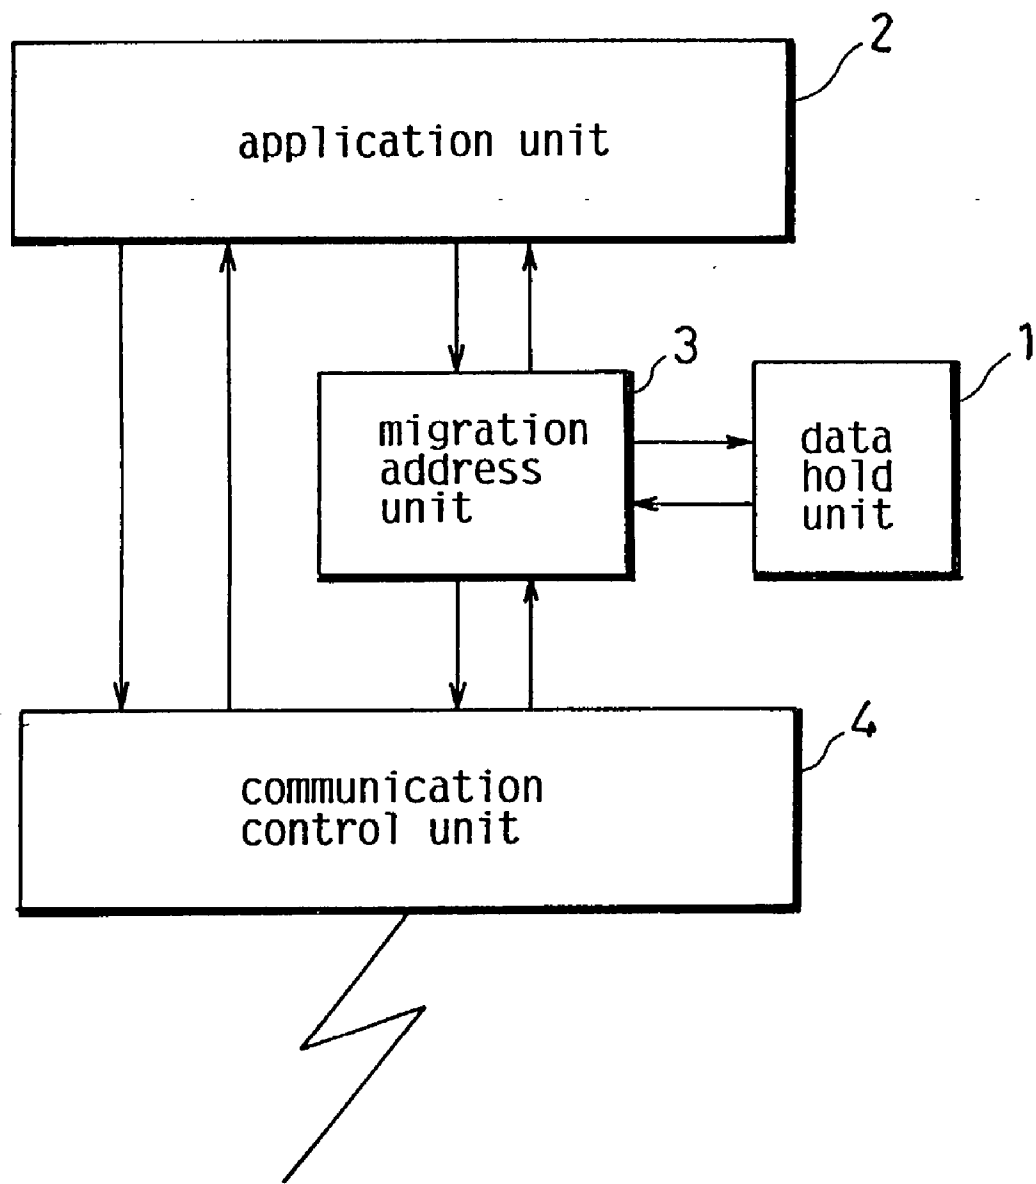 2
application unit
3
1
migration
address
unit
data
hold
unit
4
communication
control unit